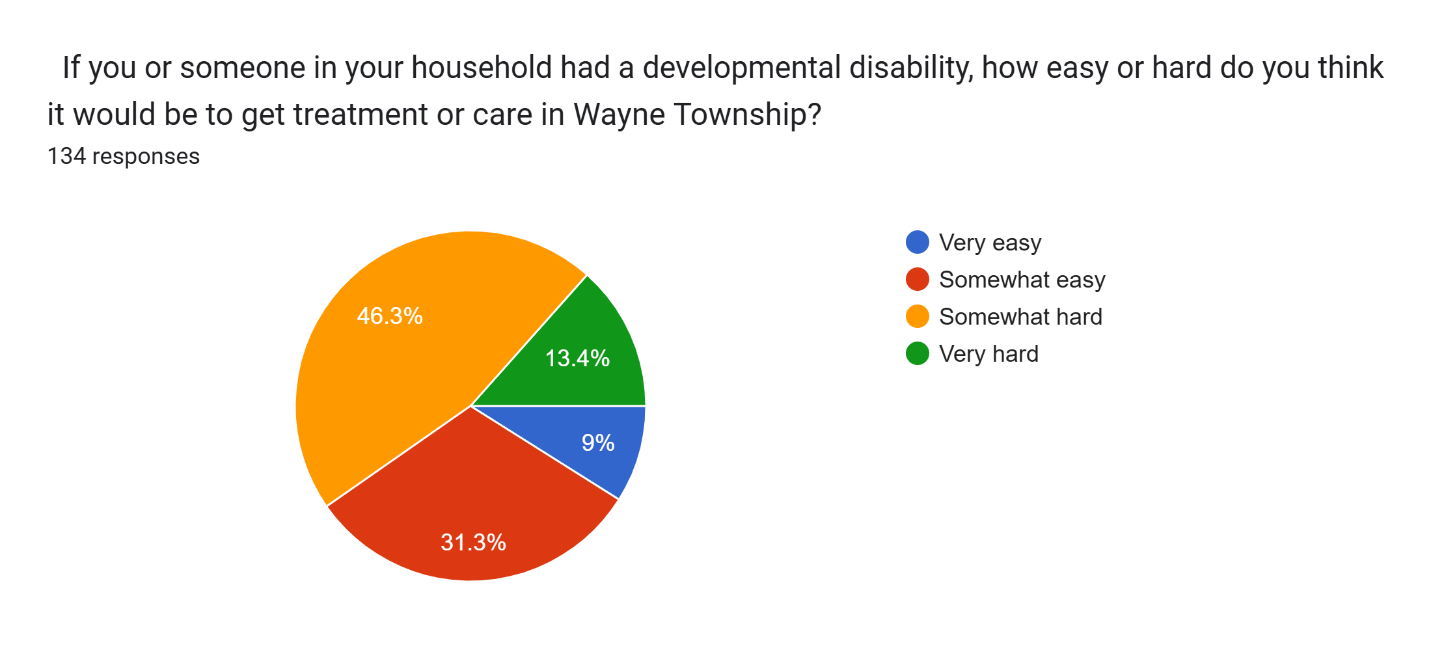 If you or someone in your household had a developmental disability, how easy or hard do you think
it would be to get treatment or care in Wayne Township?
134 responses
Very easy
Somewhat easy
Somewhat hard
Very hard
46.3%
13.4%
9%
31.3%